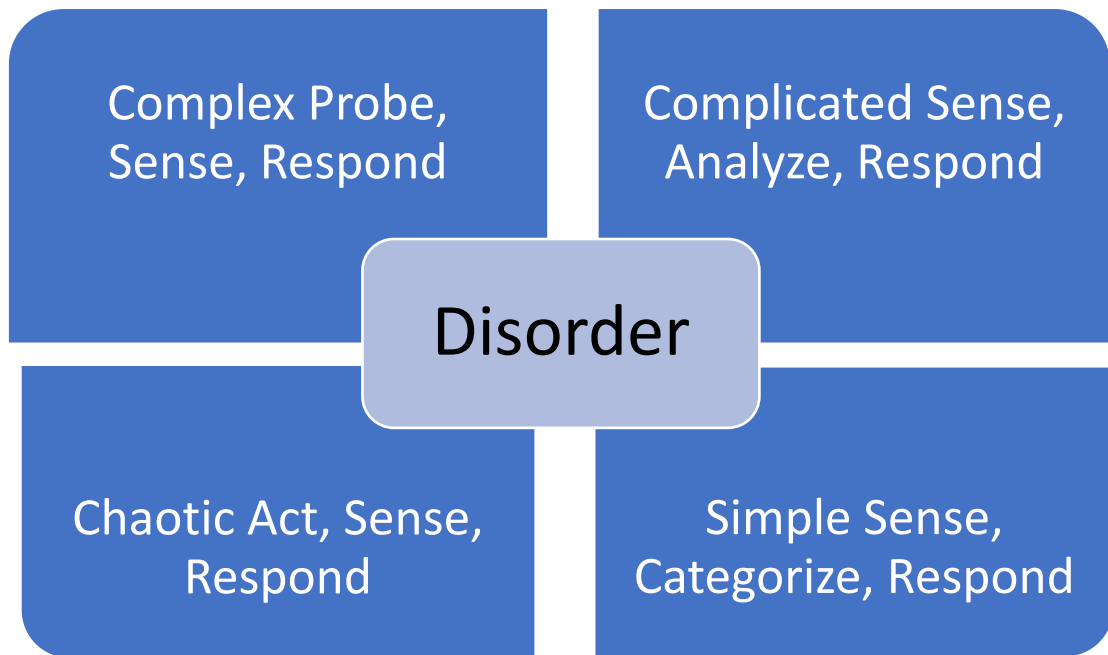 Complex Probe,
Sense, Respond
Complicated Sense,
Analyze, Respond
Disorder
Chaotic Act, Sense,
Respond
Simple Sense,
Categorize, Respond